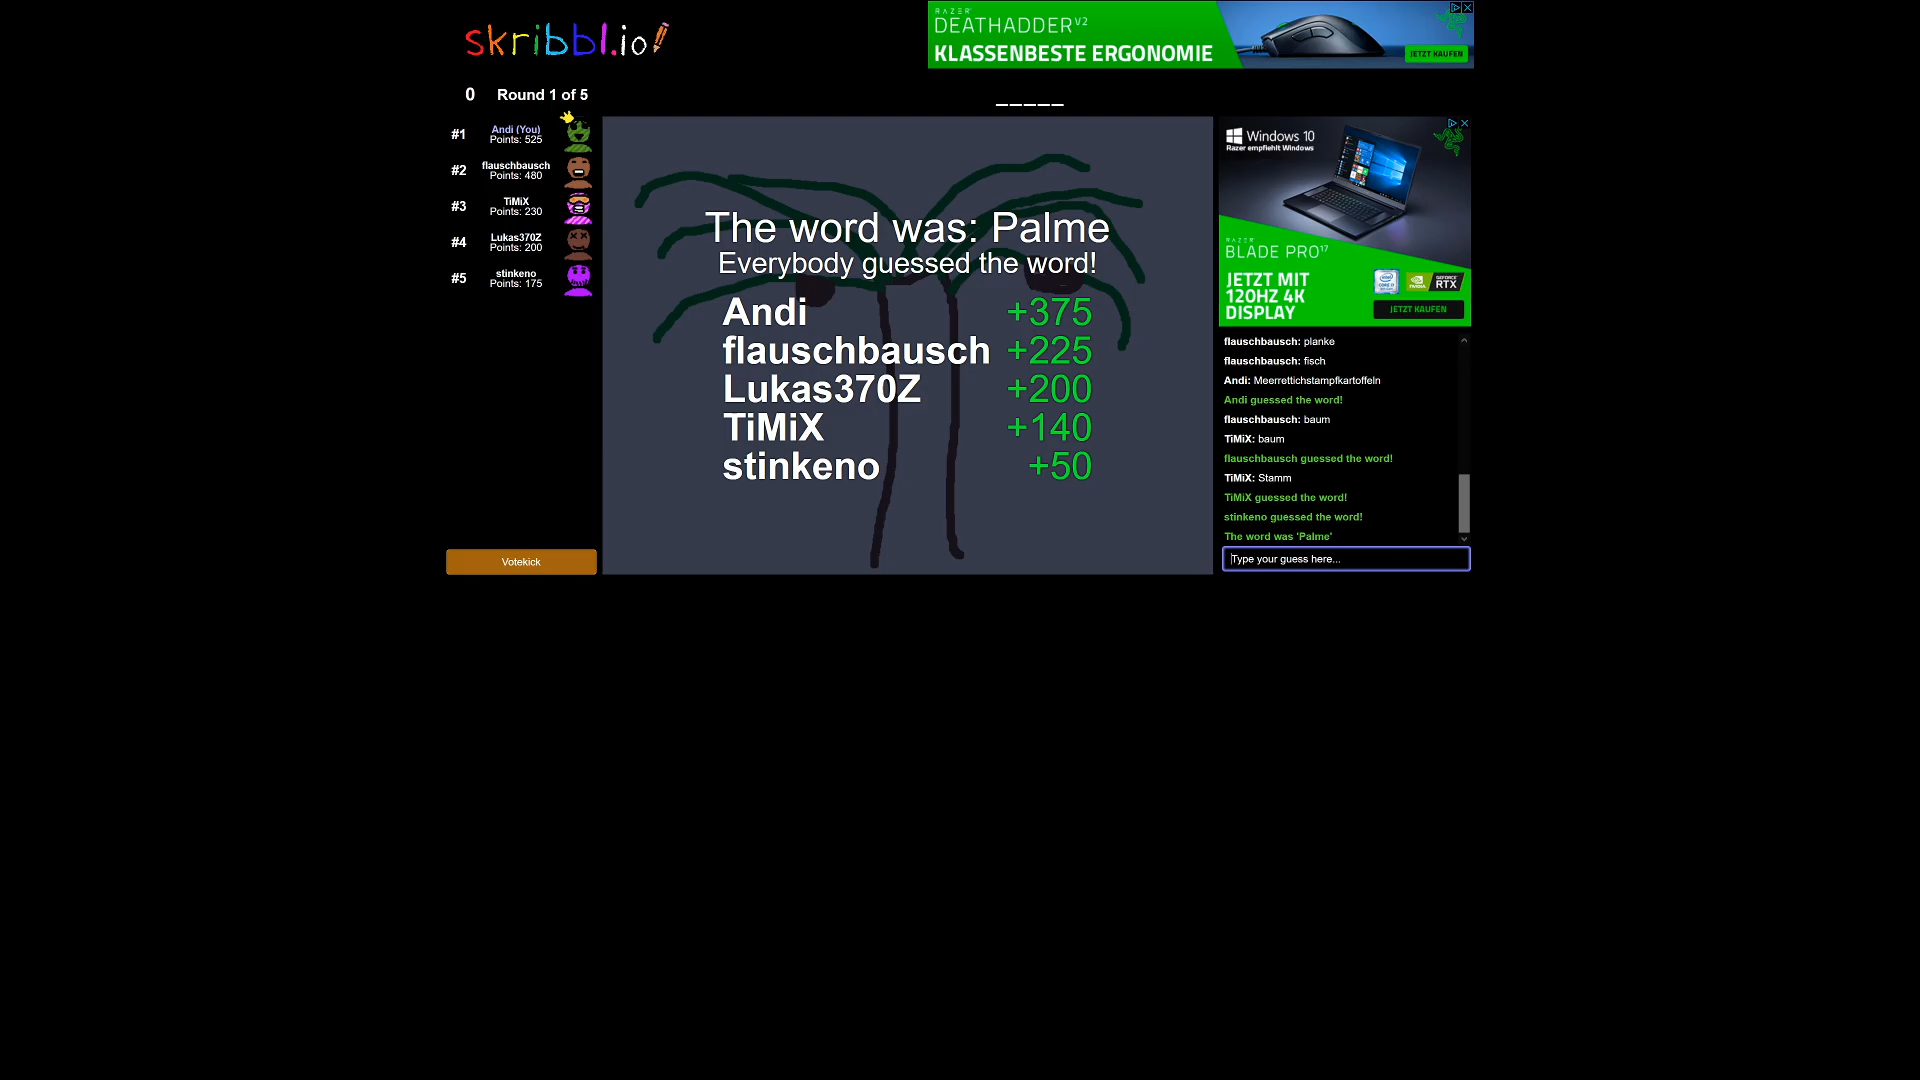 skribbl.io
RAZER
DEATHADDER V2
KLASSENBESTE ERGONOMIE
JETZT KAUFEN
0 Round 1 of 5
_____
#1 Andi (You)
Points: 525
#2 flauschbausch
Points: 480
#3 TiMiX
Points: 230
#4 Lukas370Z
Points: 200
#5 stinkeno
Points: 175
Votekick
The word was: Palme
Everybody guessed the word!
Andi +375
flauschbausch +225
Lukas370Z +200
TiMiX +140
stinkeno +50
Windows 10
Razer empfiehlt Windows
RAZER
BLADE PRO 17
JETZT MIT
120HZ 4K
DISPLAY
GEFORCE
RTX
JETZT KAUFEN
flauschbausch: planke
flauschbausch: fisch
Andi: Meerrettichstampfkartoffeln
Andi guessed the word!
flauschbausch: baum
TiMiX: baum
flauschbausch guessed the word!
TiMiX: Stamm
TiMiX guessed the word!
stinkeno guessed the word!
The word was 'Palme'
Type your guess here...